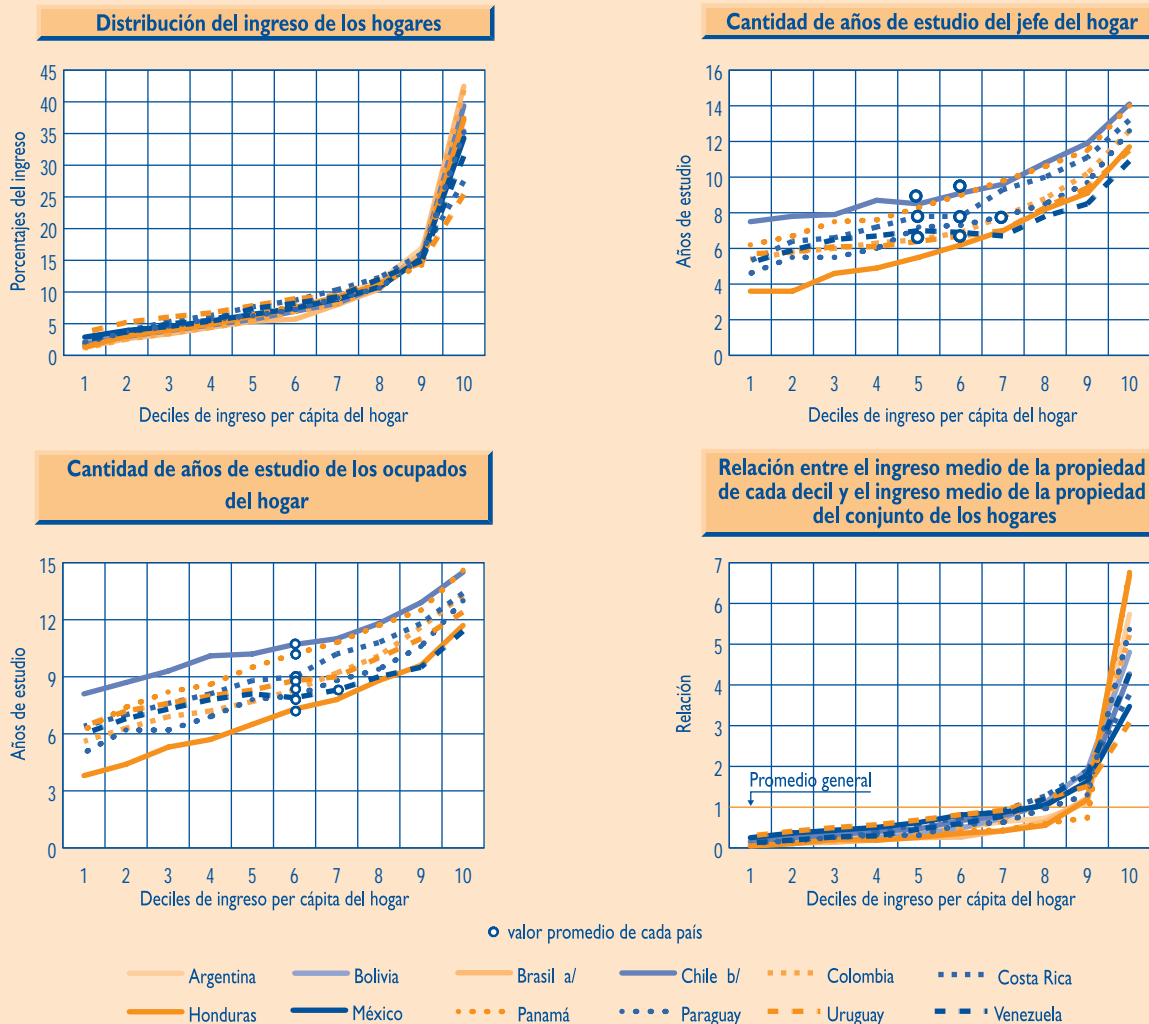 Distribución del ingreso de los hogares
Porcentajes del ingreso
45
40
35
30
25
20
15
10
5
0
1 2 3 4 5 6 7 8 9 10
Deciles de ingreso per cápita del hogar
Cantidad de años de estudio del jefe del hogar
Años de estudio
16
14
12
10
8
6
4
2
0
1 2 3 4 5 6 7 8 9 10
Deciles de ingreso per cápita del hogar
Cantidad de años de estudio de los ocupados
del hogar
Años de estudio
15
12
9
6
3
0
1 2 3 4 5 6 7 8 9 10
Deciles de ingreso per cápita del hogar
Relación entre el ingreso medio de la propiedad
de cada decil y el ingreso medio de la propiedad
del conjunto de los hogares
Relación
7
6
5
4
3
2
1
0
Promedio general
1 2 3 4 5 6 7 8 9 10
Deciles de ingreso per cápita del hogar
valor promedio de cada país
Argentina Bolivia Brasil a/ Chile b/ Colombia Costa Rica
Honduras México Panamá Paraguay Uruguay Venezuela